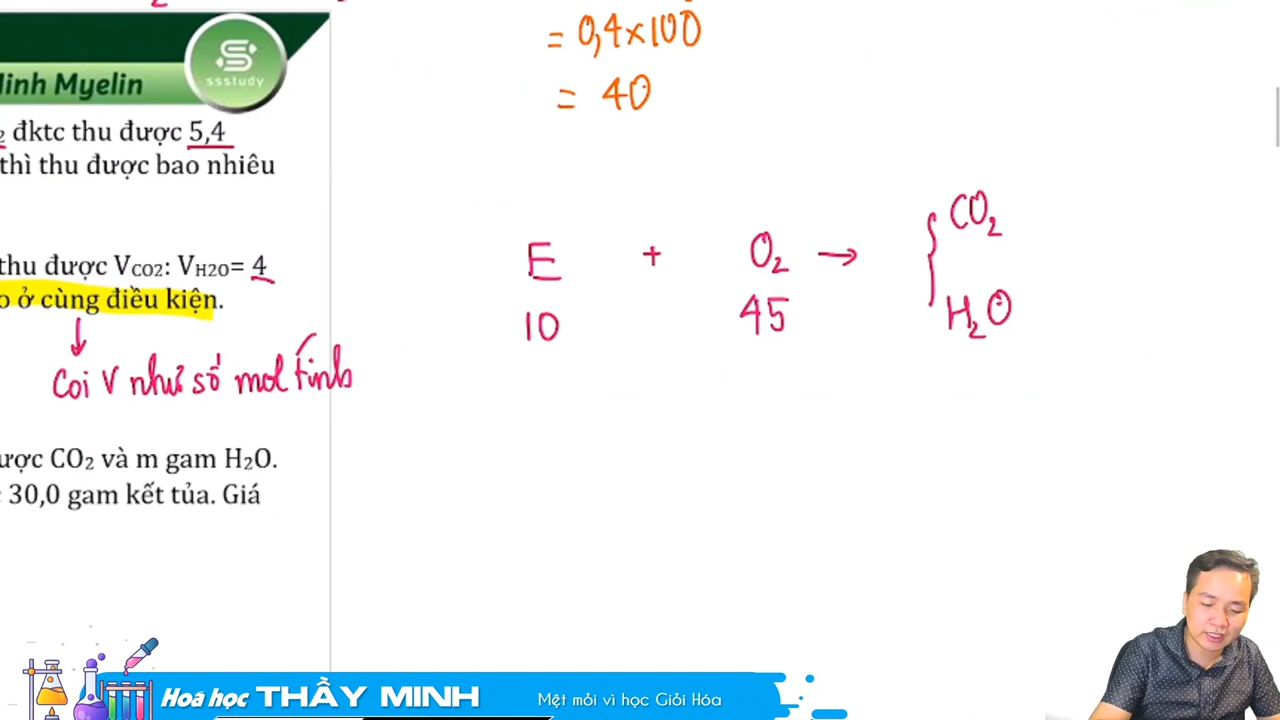 = 0,4×100
= 40
ssstudy
Minh Myelin
2 đktc thu được 5,4
thì thu được bao nhiêu
thu được VCO2: VH2O= 4
o ở cùng điều kiện.
Coi V như số mol tính
ược CO2 và m gam H2O.
30,0 gam kết tủa. Giá
E + O2 → { CO2
H2O
10 45
Hoá học THẦY MINH
Mệt mỏi vì học Giỏi Hóa